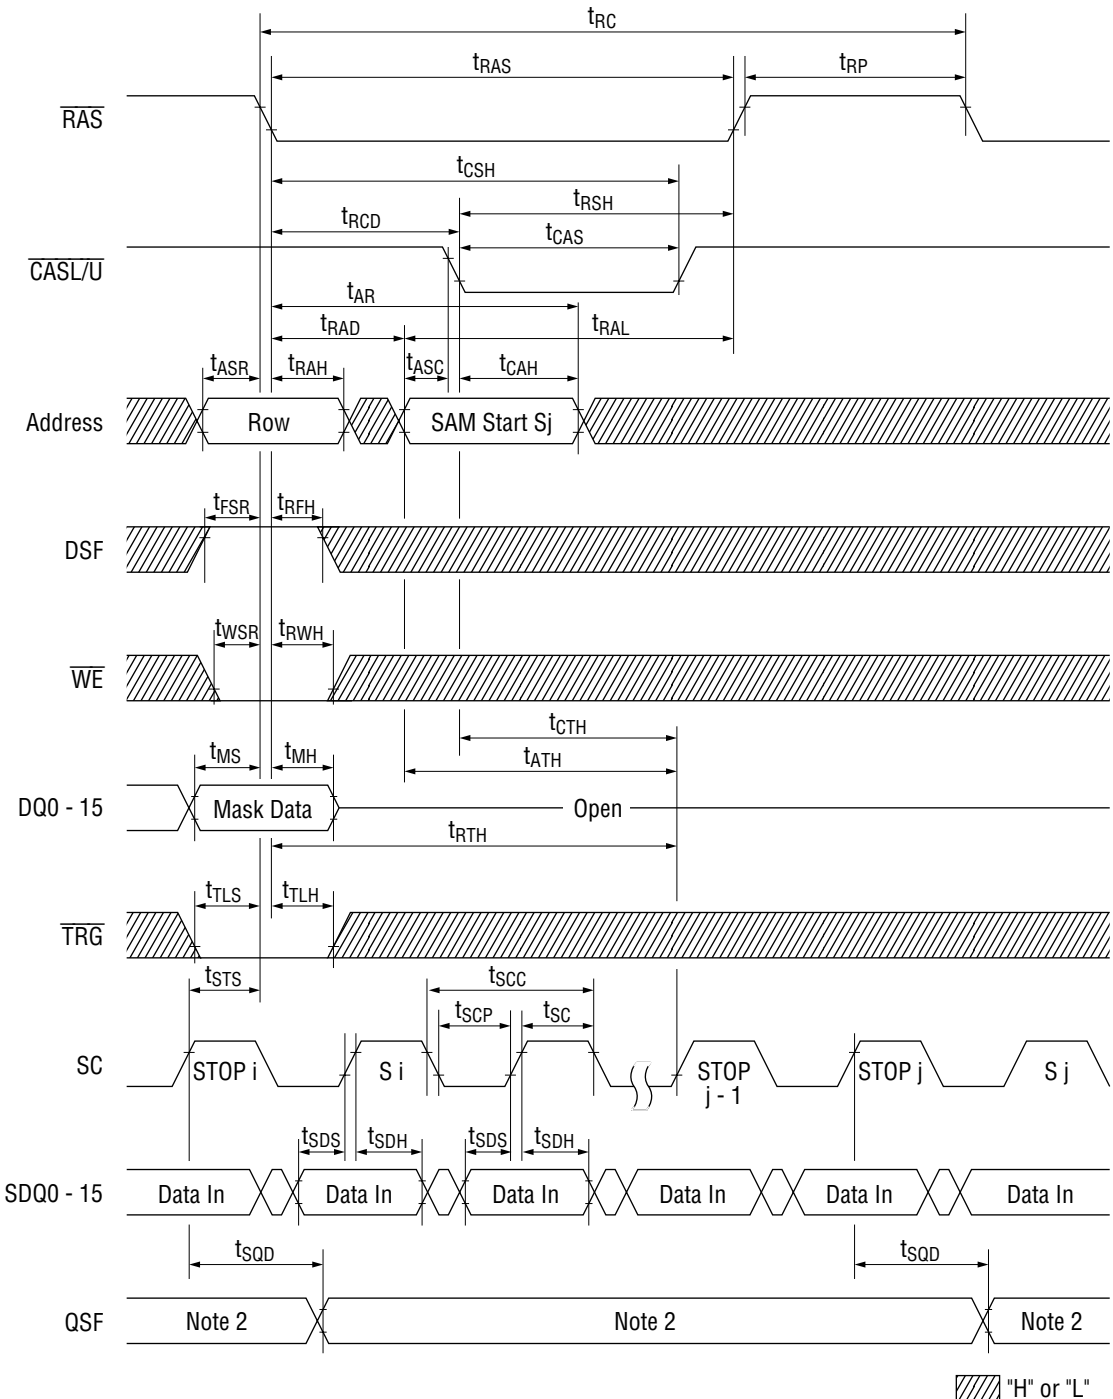 tRC
tRAS
tRP
RAS
tCSH
tRSH
tRCD
tCAS
CASL/U
tAR
tRAD
tRAL
tASR
tRAH
tASC
tCAH
Address
Row
SAM Start Sj
tFSR
tRFH
DSF
tWSR
tRWH
WE
tCTH
tMS
tMH
tATH
DQ0 - 15
Mask Data
Open
tRTH
tTLS
tTLH
TRG
tSTS
tSCC
tSCP
tSC
SC
STOP i
S i
STOP
j - 1
STOP j
S j
tSDS
tSDH
tSDS
tSDH
SDQ0 - 15
Data In
Data In
Data In
Data In
Data In
Data In
tSQD
tSQD
QSF
Note 2
Note 2
Note 2
"H" or "L"